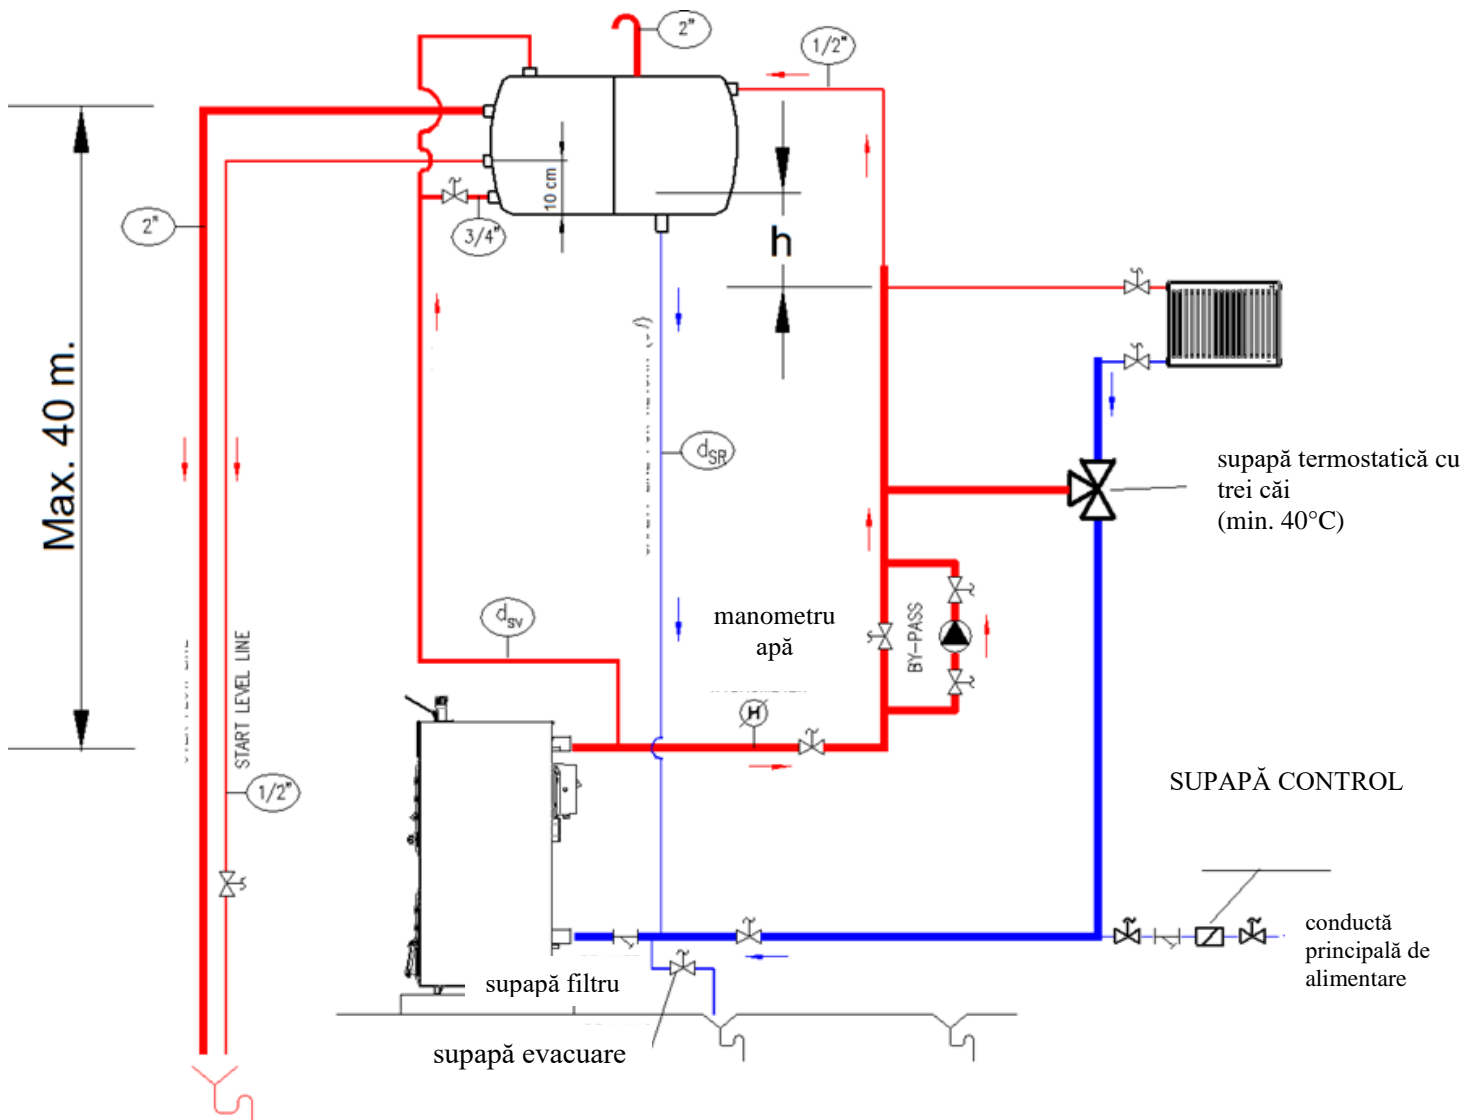 2"
1/2"
10 cm
3/4"
2"
h
Max. 40 m.
dSR
supapă termostatică cu
trei căi
(min. 40°C)
dSV
manometru
apă
BY-PASS
START LEVEL LINE
H
1/2"
SUPAPĂ CONTROL
conductă
principală de
alimentare
supapă filtru
supapă evacuare